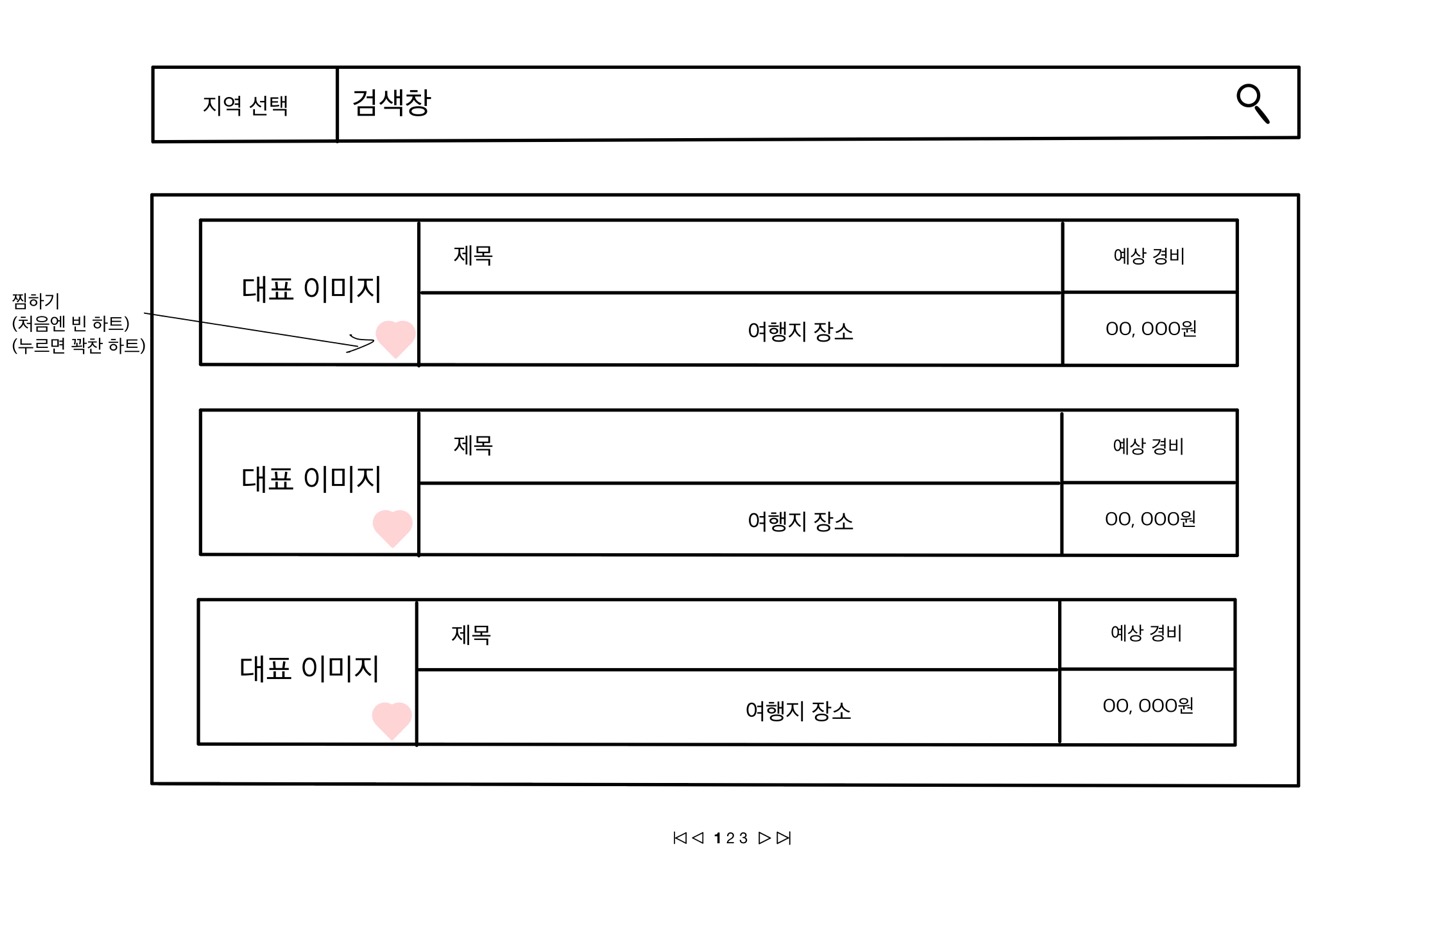 지역 선택
검색창
제목
예상 경비
대표 이미지
찜하기
(처음엔 빈 하트)
(누르면 꽉찬 하트)
여행지 장소
OO, OOO원
제목
예상 경비
대표 이미지
여행지 장소
OO, OOO원
제목
예상 경비
대표 이미지
여행지 장소
OO, OOO원
1 2 3